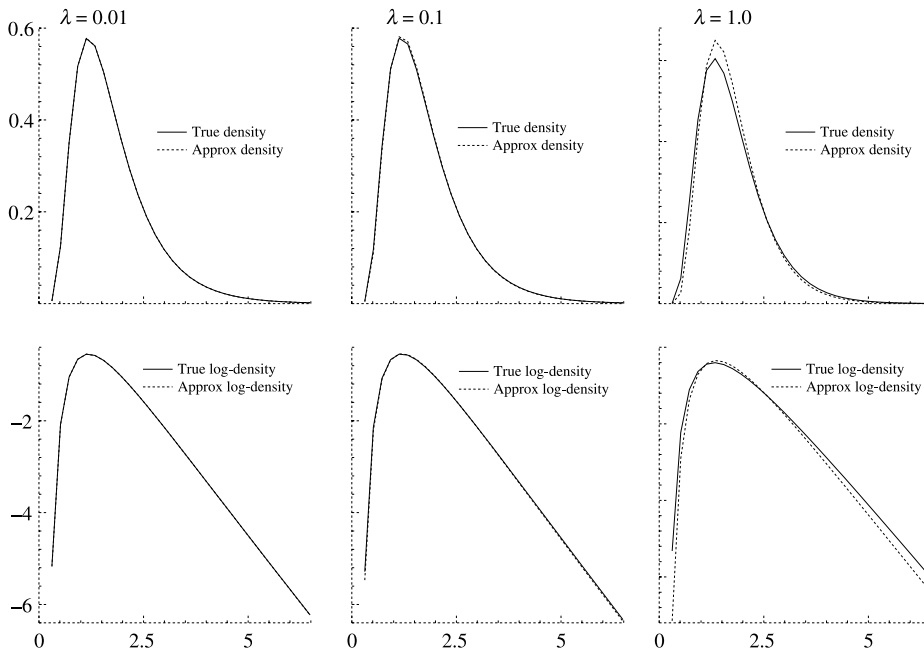 λ = 0.01
λ = 0.1
λ = 1.0
0.6
0.4
0.2
True density
Approx density
True density
Approx density
True density
Approx density
True log-density
Approx log-density
True log-density
Approx log-density
True log-density
Approx log-density
−2
−4
−6
0 2.5 5
0 2.5 5
0 2.5 5